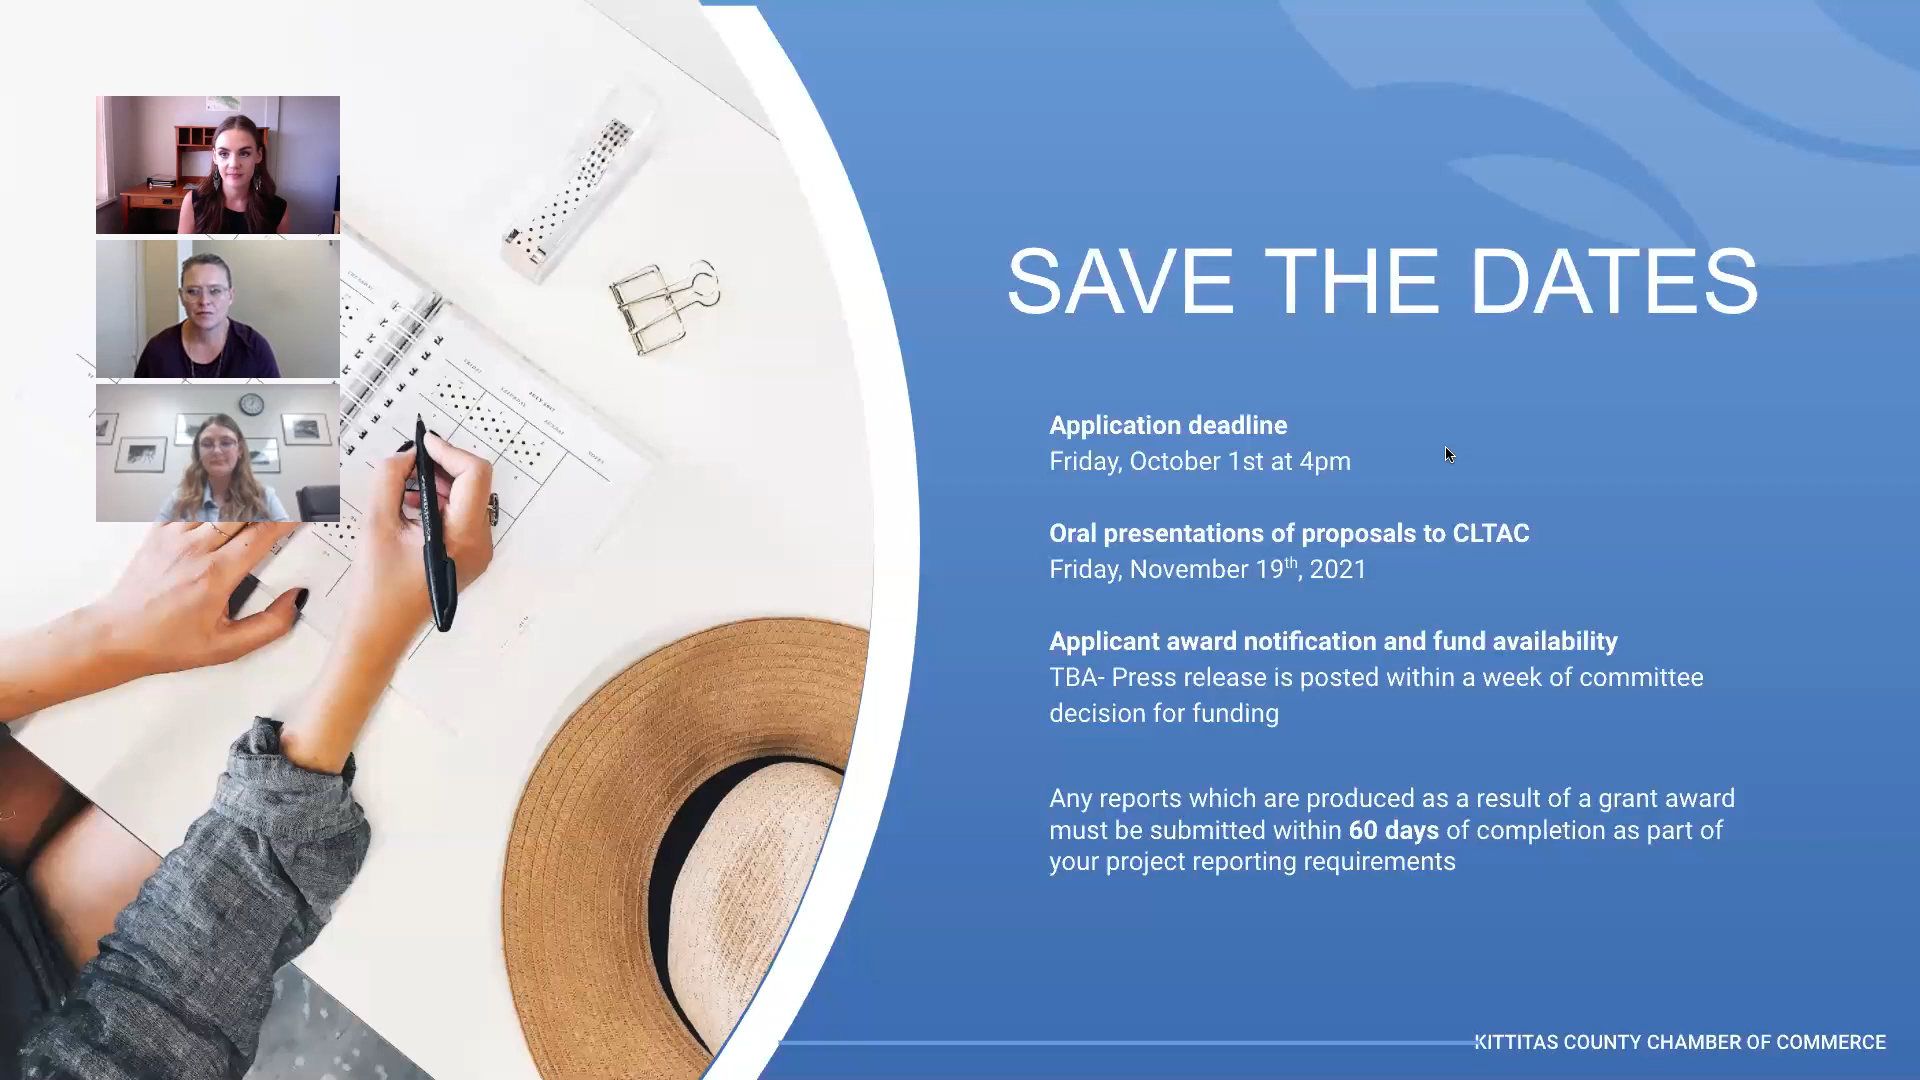 SAVE THE DATES
Application deadline
Friday, October 1st at 4pm
Oral presentations of proposals to CLTAC
Friday, November 19th, 2021
Applicant award notification and fund availability
TBA- Press release is posted within a week of committee
decision for funding
Any reports which are produced as a result of a grant award
must be submitted within 60 days of completion as part of
your project reporting requirements
KITTITAS COUNTY CHAMBER OF COMMERCE